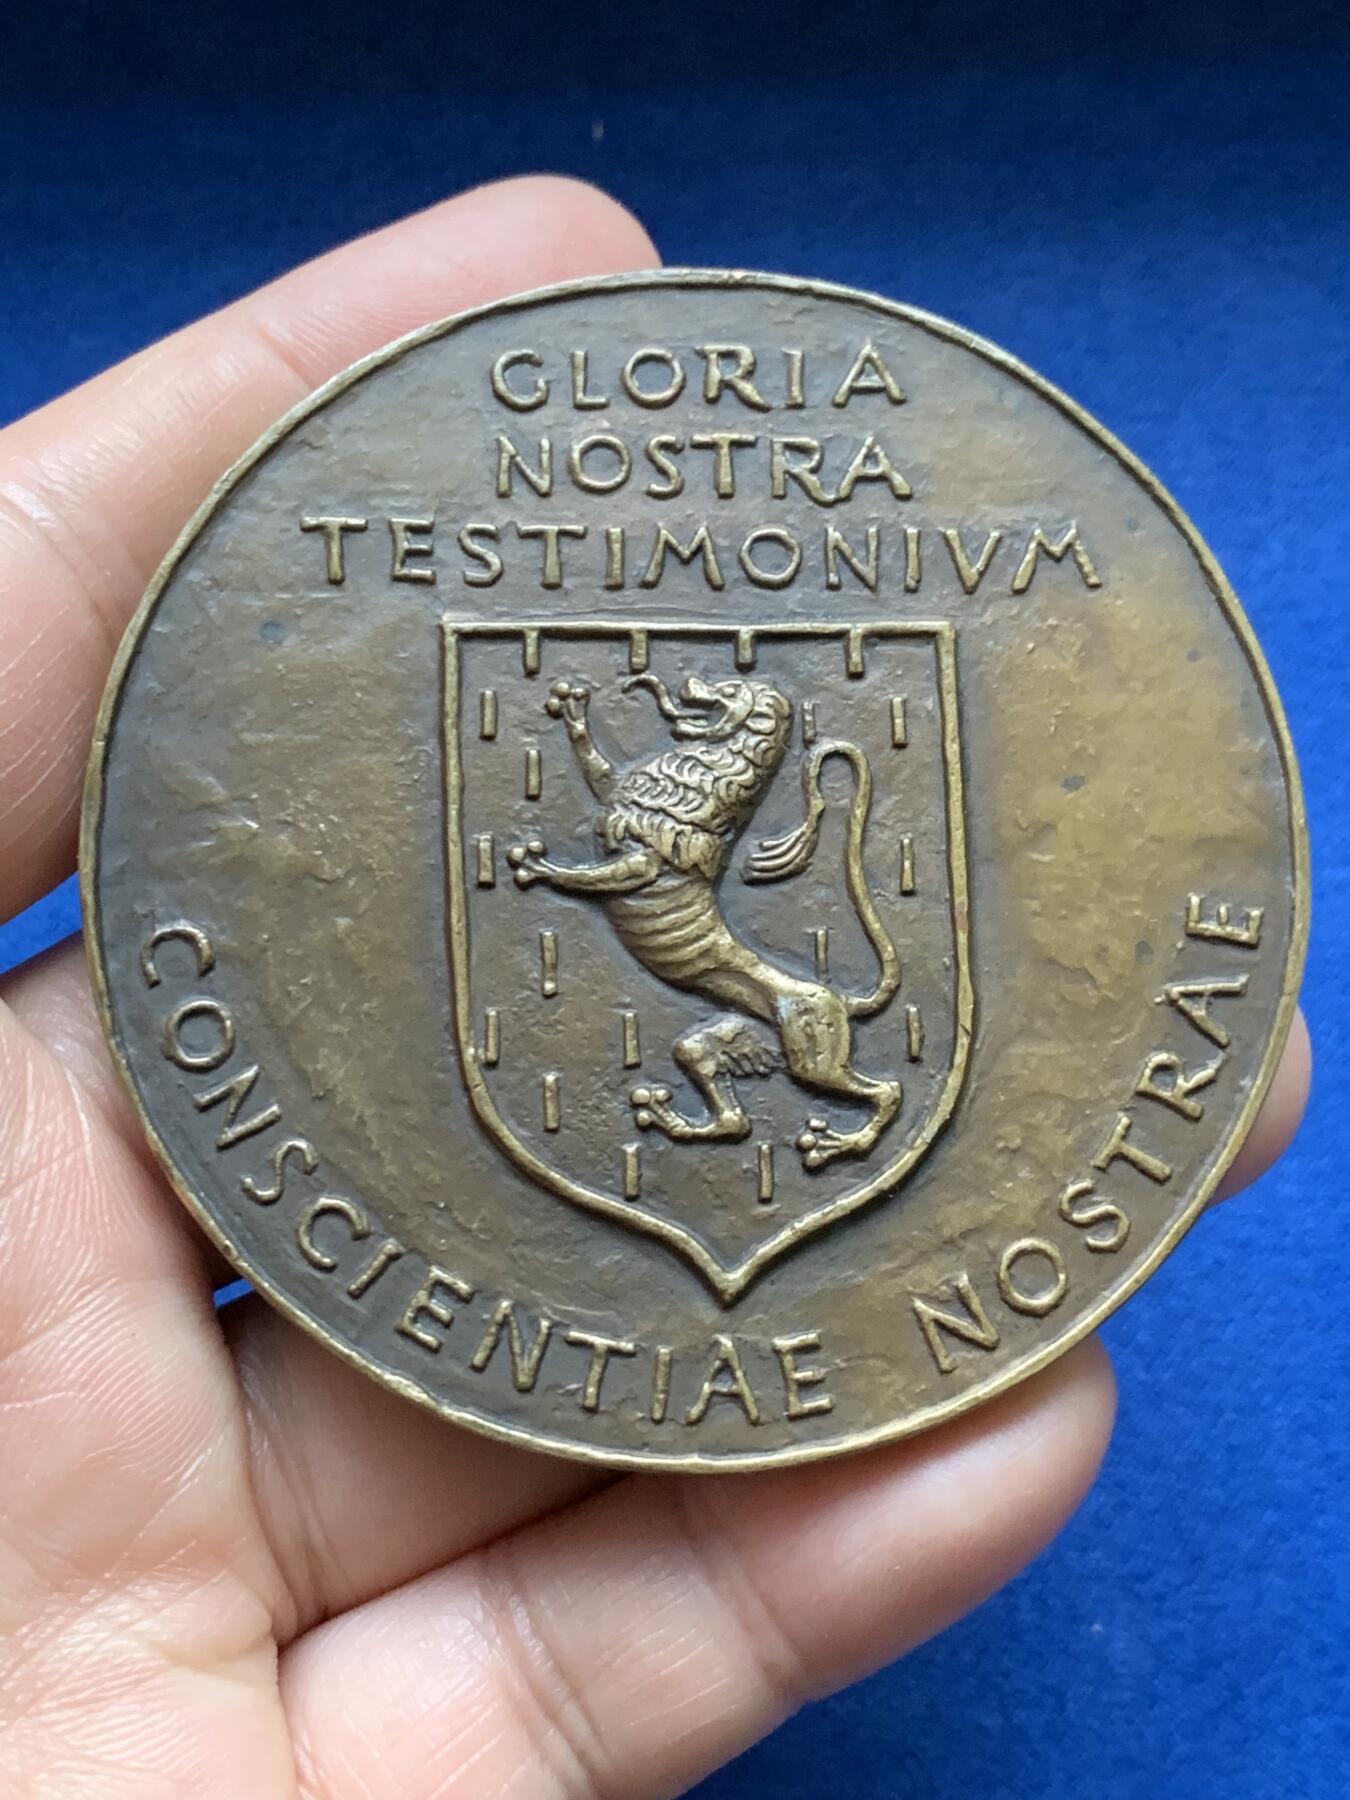 GLORIA
NOSTRA
TESTIMONIVM
CONSCIENTIAE NOSTRAE